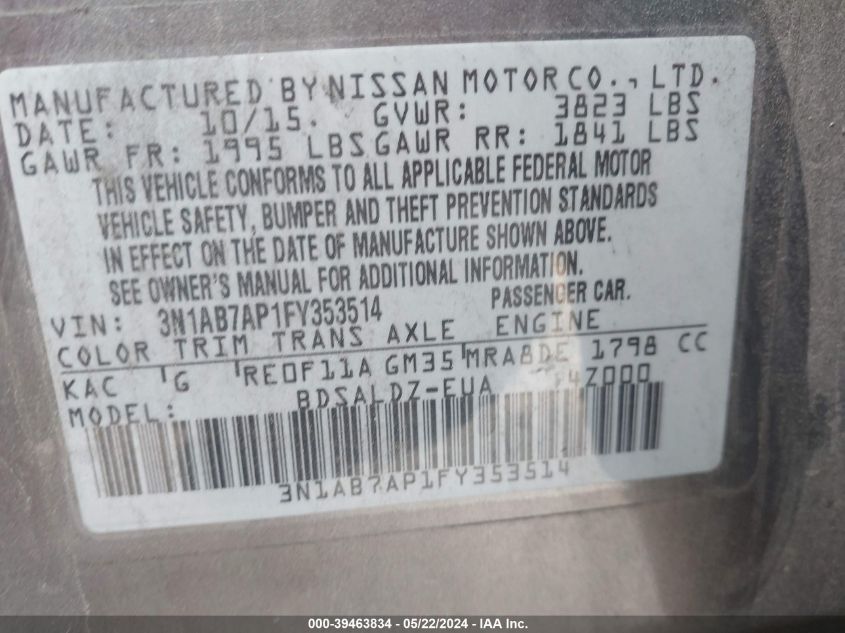 MANUFACTURED BY NISSAN MOTOR CO., LTD.
DATE: 10/15. GVWR: 3823 LBS
GAWR FR: 1995 LBS GAWR RR: 1841 LBS
THIS VEHICLE CONFORMS TO ALL APPLICABLE FEDERAL MOTOR
VEHICLE SAFETY, BUMPER AND THEFT PREVENTION STANDARDS
IN EFFECT ON THE DATE OF MANUFACTURE SHOWN ABOVE.
SEE OWNER'S MANUAL FOR ADDITIONAL INFORMATION.
VIN: 3N1AB7AP1FY353514 PASSENGER CAR.
COLOR TRIM TRANS AXLE ENGINE
KAC G RE0F11A GM35 MRA8DE 1798 CC
MODEL: BDSALDZ-EUA
3N1AB7AP1FY353514
000-39463834 - 05/22/2024 - IAA Inc.